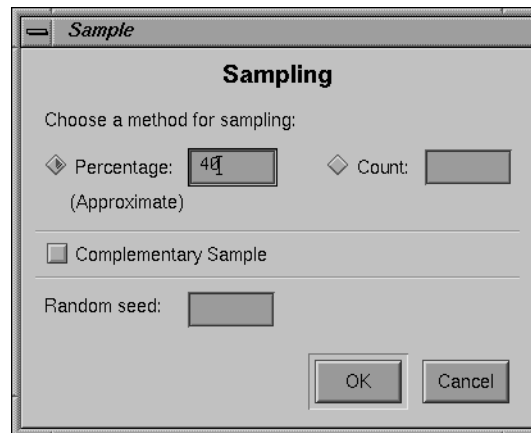 Sample
Sampling
Choose a method for sampling:
Percentage: 40 Count:
(Approximate)
Complementary Sample
Random seed:
OK Cancel